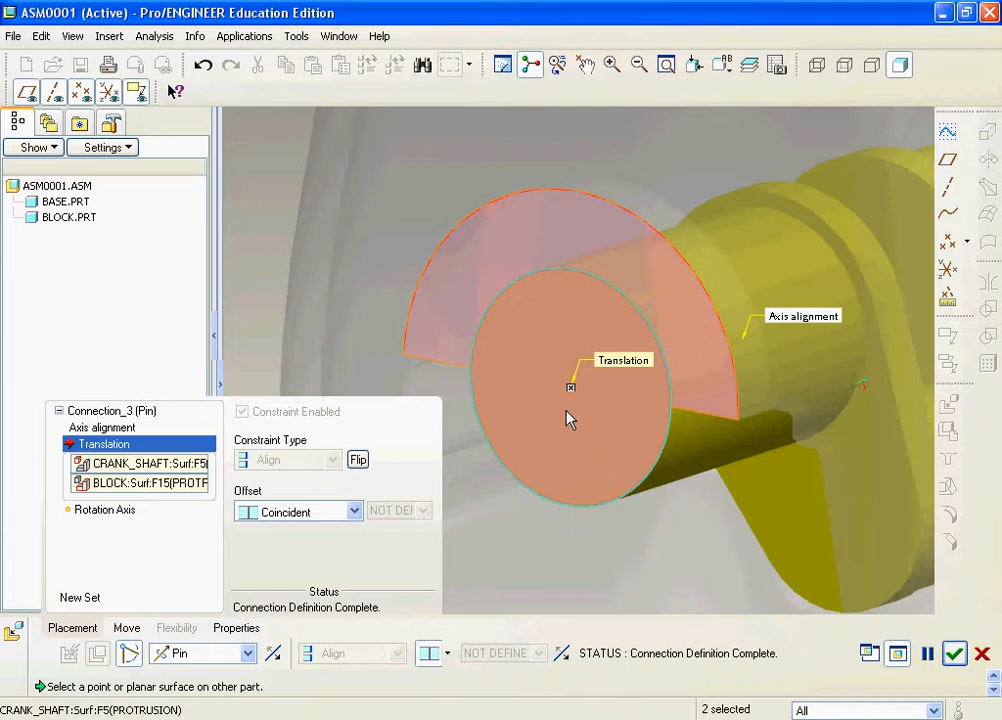 ASM0001 (Active) - Pro/ENGINEER Education Edition
File Edit View Insert Analysis Info Applications Tools Window Help
Show Settings
ASM0001.ASM
BASE.PRT
BLOCK.PRT
Axis alignment
Translation
Connection_3 (Pin)
Axis alignment
Translation
CRANK_SHAFT:Surf:F5(
BLOCK:Surf:F15(PROTF
Rotation Axis
New Set
Constraint Enabled
Constraint Type
Align Flip
Offset
Coincident NOT DEF
Status
Connection Definition Complete.
Placement Move Flexibility Properties
Pin Align NOT DEFINE STATUS : Connection Definition Complete.
Select a point or planar surface on other part.
CRANK_SHAFT:Surf:F5(PROTRUSION) 2 selected All